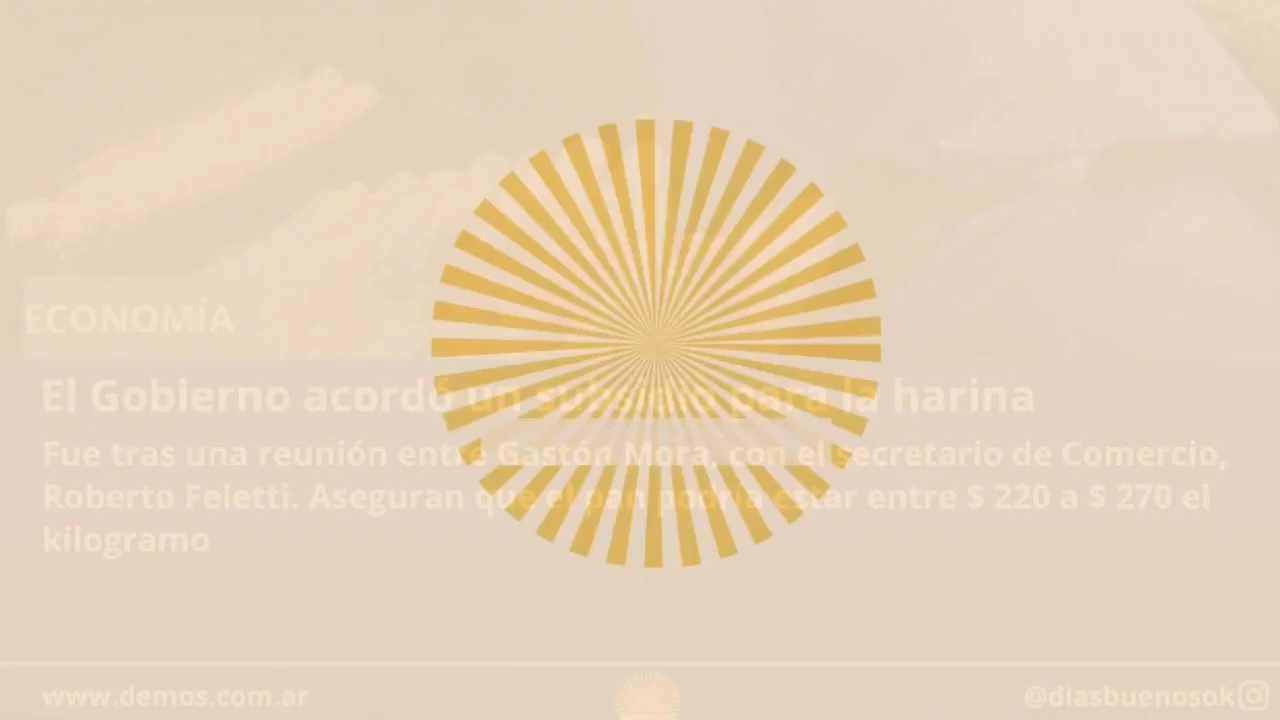 ECONOMÍA
El Gobierno acordó un subsidio para la harina
Fue tras una reunión entre Gastón Mora, con el secretario de Comercio,
Roberto Feletti. Aseguran que el pan podría estar entre $ 220 a $ 270 el
kilogramo
www.demos.com.ar
@diasbuenosok